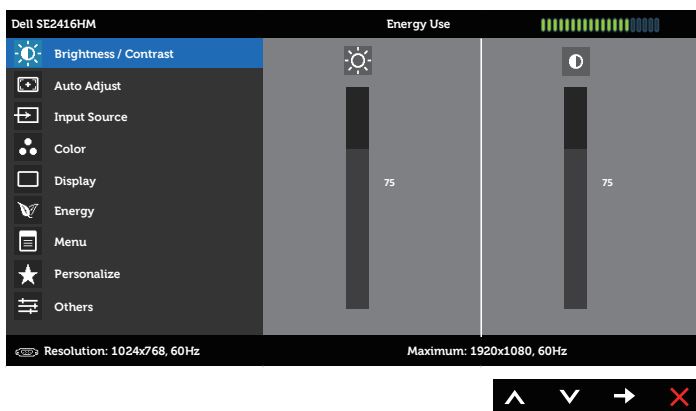 Dell SE2416HM Energy Use
Brightness / Contrast
Auto Adjust
Input Source
Color
Display
75 75
Energy
Menu
Personalize
Others
Resolution: 1024x768, 60Hz Maximum: 1920x1080, 60Hz